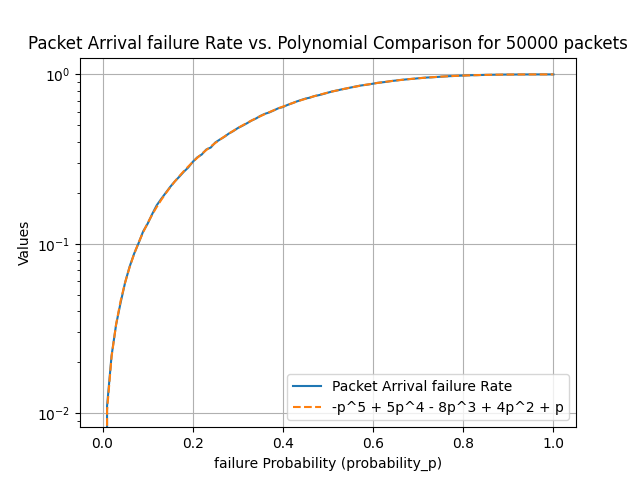 Packet Arrival failure Rate vs. Polynomial Comparison for 50000 packets
10⁰
10⁻¹
10⁻²
Values
Packet Arrival failure Rate
-p^5 + 5p^4 - 8p^3 + 4p^2 + p
0.0 0.2 0.4 0.6 0.8 1.0
failure Probability (probability_p)